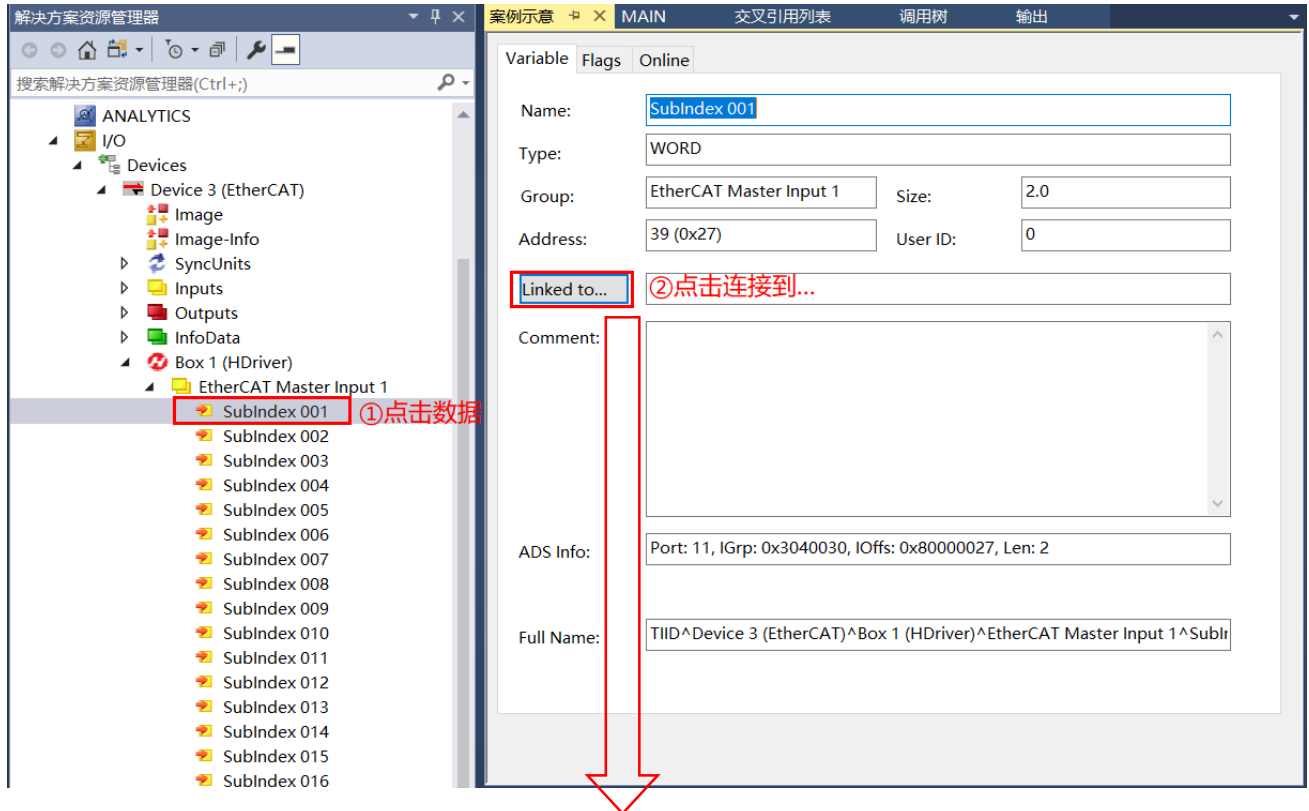 解决方案资源管理器
搜索解决方案资源管理器(Ctrl+;)
ANALYTICS
I/O
Devices
Device 3 (EtherCAT)
Image
Image-Info
SyncUnits
Inputs
Outputs
InfoData
Box 1 (HDriver)
EtherCAT Master Input 1
SubIndex 001
①点击数据
SubIndex 002
SubIndex 003
SubIndex 004
SubIndex 005
SubIndex 006
SubIndex 007
SubIndex 008
SubIndex 009
SubIndex 010
SubIndex 011
SubIndex 012
SubIndex 013
SubIndex 014
SubIndex 015
SubIndex 016
案例示意 MAIN 交叉引用列表 调用树 输出
Variable Flags Online
Name: SubIndex 001
Type: WORD
Group: EtherCAT Master Input 1 Size: 2.0
Address: 39 (0x27) User ID: 0
Linked to... ②点击连接到...
Comment:
ADS Info: Port: 11, IGrp: 0x3040030, IOffs: 0x80000027, Len: 2
Full Name: TIID^Device 3 (EtherCAT)^Box 1 (HDriver)^EtherCAT Master Input 1^SubIr